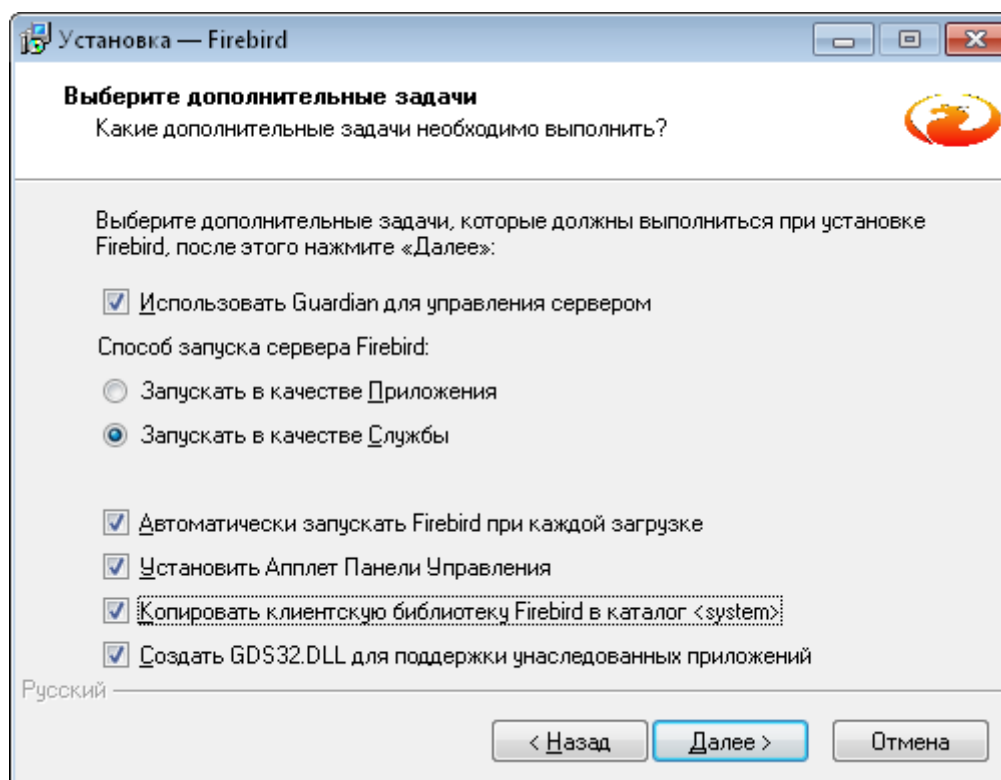 Установка — Firebird
Выберите дополнительные задачи
Какие дополнительные задачи необходимо выполнить?
Выберите дополнительные задачи, которые должны выполниться при установке
Firebird, после этого нажмите «Далее»:
Использовать Guardian для управления сервером
Способ запуска сервера Firebird:
Запускать в качестве Приложения
Запускать в качестве Службы
Автоматически запускать Firebird при каждой загрузке
Установить Апплет Панели Управления
Копировать клиентскую библиотеку Firebird в каталог <system>
Создать GDS32.DLL для поддержки унаследованных приложений
Русский
< Назад Далее > Отмена